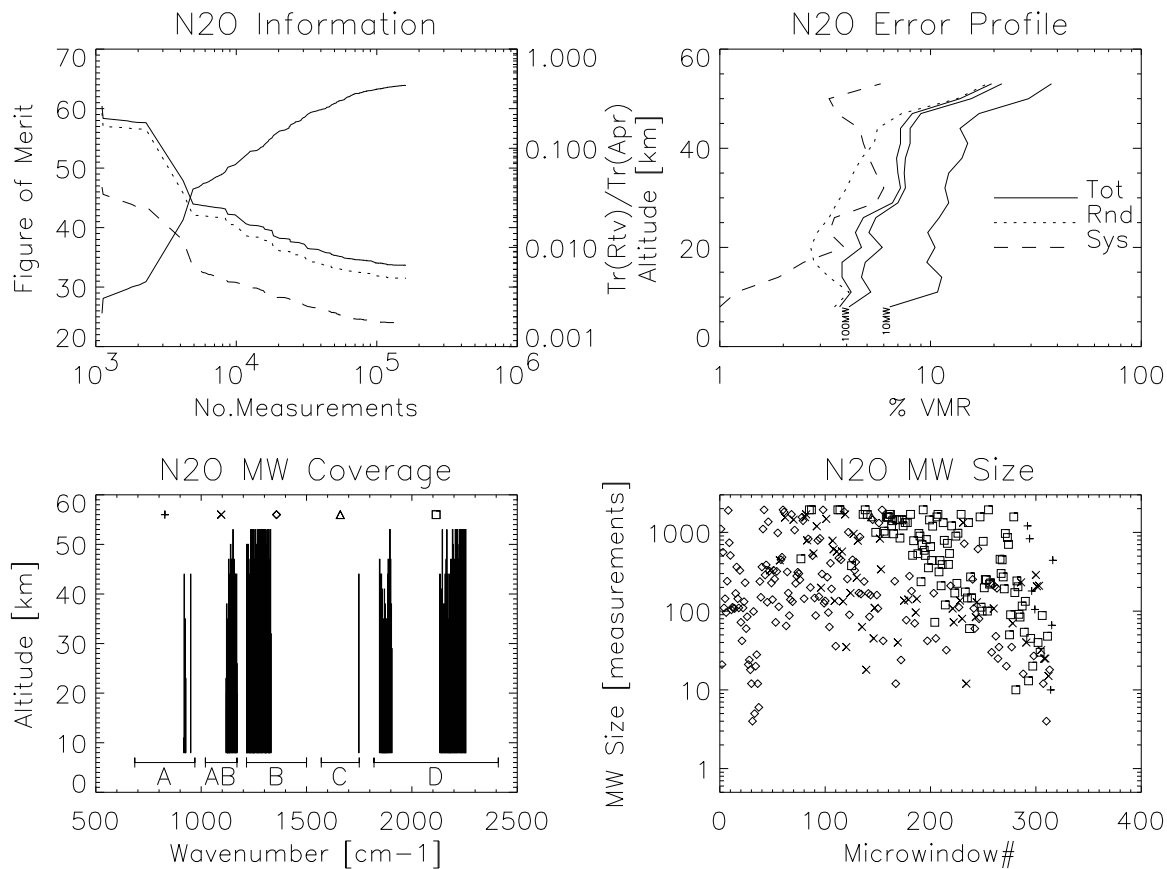 N2O Information
70
60
50
40
30
20
Figure of Merit
1.000
0.100
0.010
0.001
Tr(Rtv)/Tr(Apr)
10^3
10^4
10^5
10^6
No.Measurements
N2O Error Profile
60
40
20
0
Altitude [km]
Tot
Rnd
Sys
100MW
10MW
1
10
100
% VMR
N2O MW Coverage
60
50
40
30
20
10
0
Altitude [km]
A
AB
B
C
D
500
1000
1500
2000
2500
Wavenumber [cm-1]
N2O MW Size
1000
100
10
1
MW Size [measurements]
0
100
200
300
400
Microwindow#